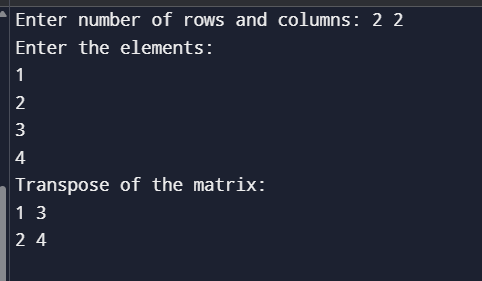 Enter number of rows and columns: 2 2
Enter the elements:
1
2
3
4
Transpose of the matrix:
1 3
2 4